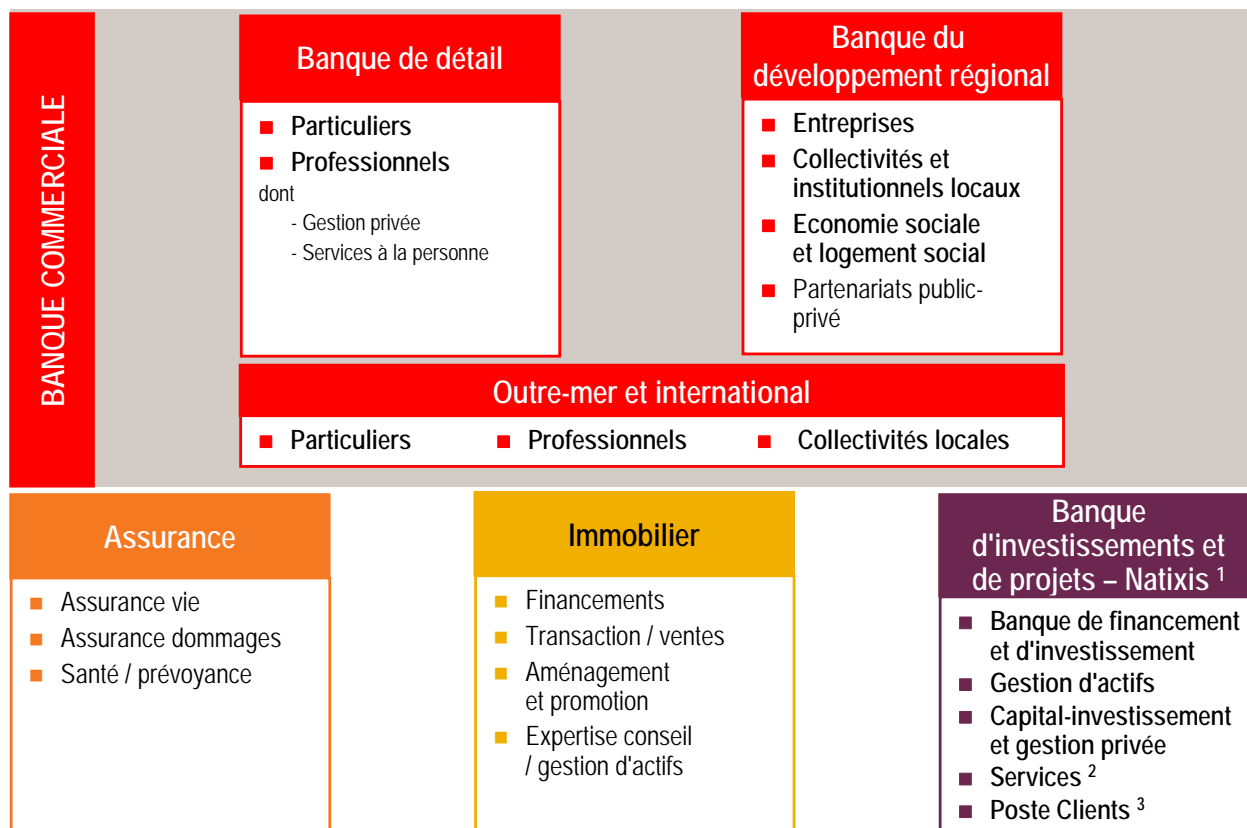 BANQUE COMMERCIALE
Banque de détail
■ Particuliers
■ Professionnels
dont
- Gestion privée
- Services à la personne
Banque du
développement régional
■ Entreprises
■ Collectivités et
institutionnels locaux
■ Economie sociale
et logement social
■ Partenariats public-
privé
Outre-mer et international
■ Particuliers ■ Professionnels ■ Collectivités locales
Assurance
■ Assurance vie
■ Assurance dommages
■ Santé / prévoyance
Immobilier
■ Financements
■ Transaction / ventes
■ Aménagement
et promotion
■ Expertise conseil
/ gestion d'actifs
Banque
d'investissements et
de projets – Natixis ¹
■ Banque de financement
et d'investissement
■ Gestion d'actifs
■ Capital-investissement
et gestion privée
■ Services ²
■ Poste Clients ³